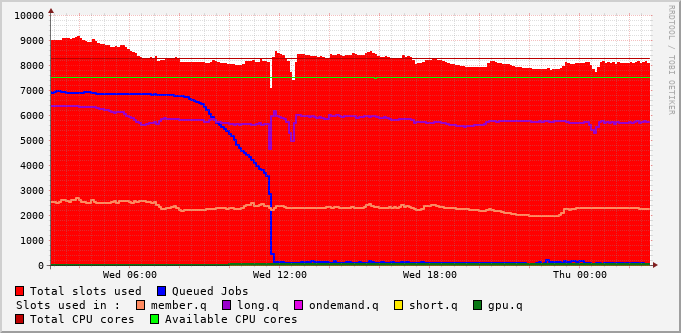 10000
9000
8000
7000
6000
5000
4000
3000
2000
1000
0
Wed 06:00 Wed 12:00 Wed 18:00 Thu 00:00
Total slots used Queued Jobs
Slots used in : member.q long.q ondemand.q short.q gpu.q
Total CPU cores Available CPU cores
RRDTOOL / TOBI OETIKER